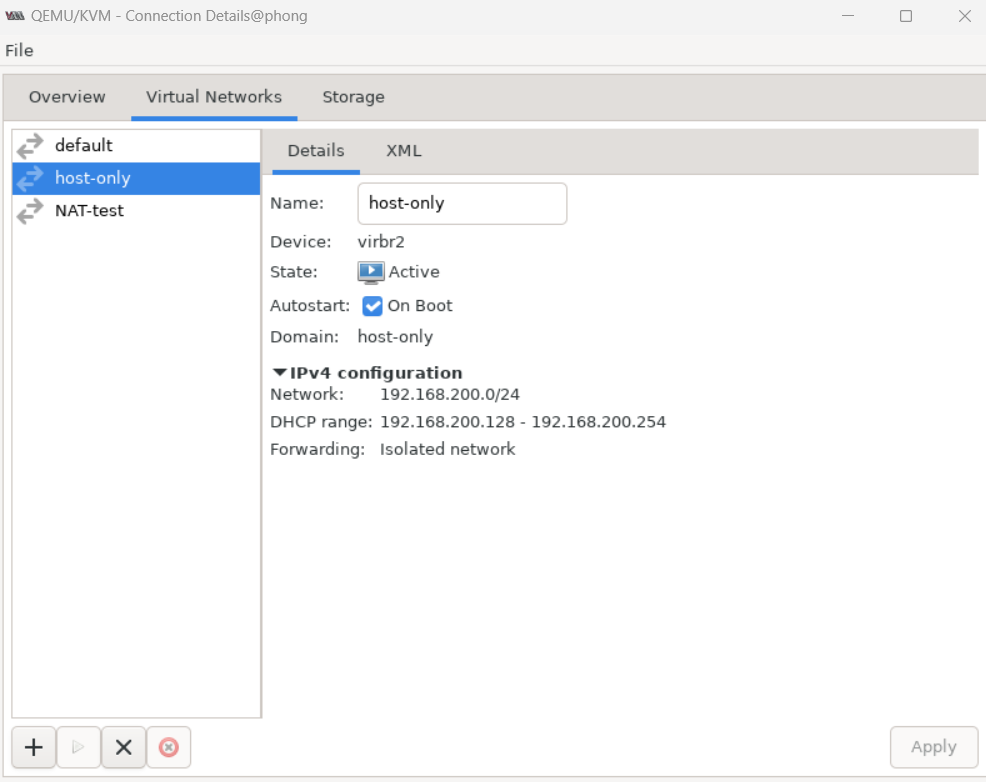 QEMU/KVM - Connection Details@phong
File
Overview Virtual Networks Storage
default
host-only
NAT-test
Details XML
Name: host-only
Device: virbr2
State: Active
Autostart: On Boot
Domain: host-only
IPv4 configuration
Network: 192.168.200.0/24
DHCP range: 192.168.200.128 - 192.168.200.254
Forwarding: Isolated network
Apply